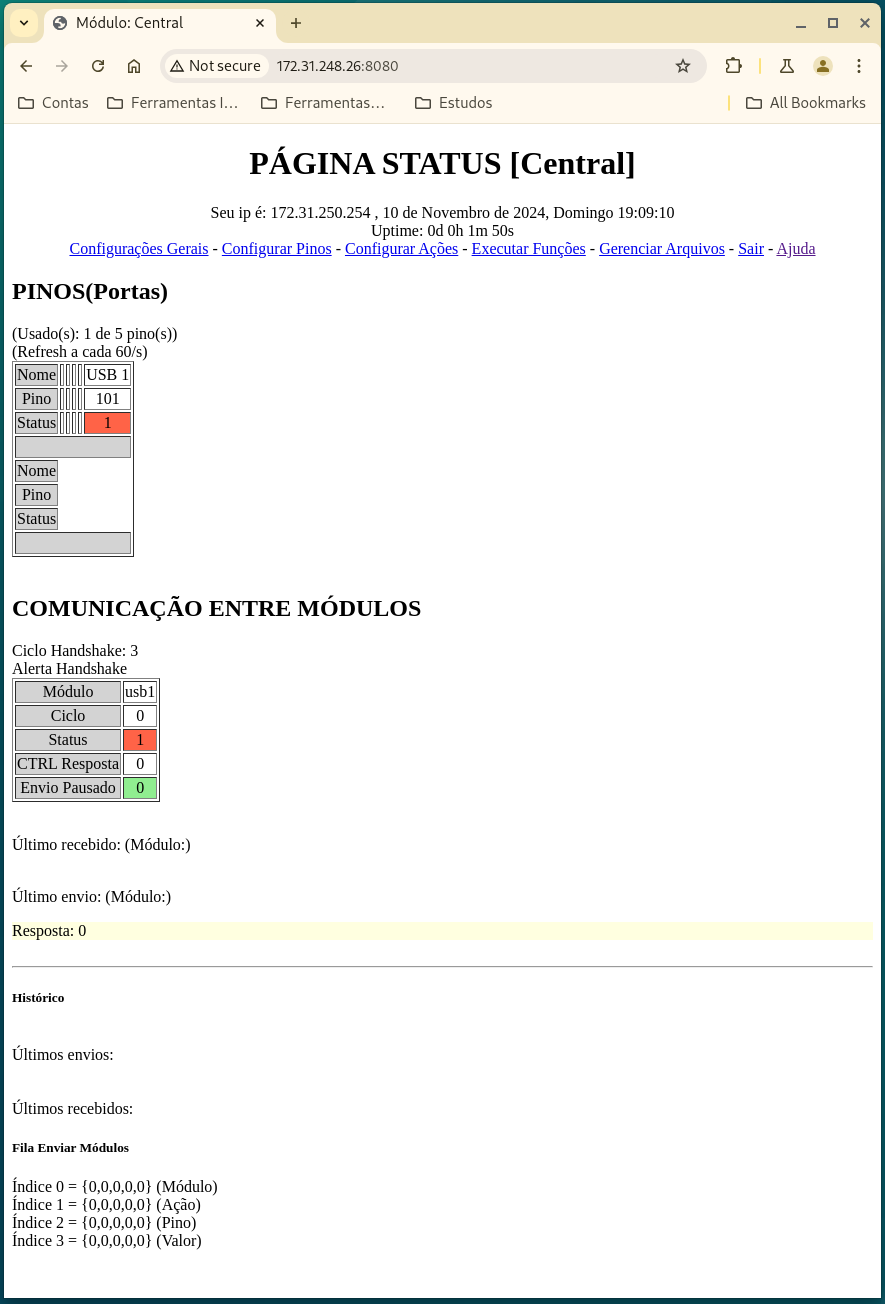 Módulo: Central
Not secure 172.31.248.26:8080
Contas Ferramentas I… Ferramentas… Estudos All Bookmarks
PÁGINA STATUS [Central]
Seu ip é: 172.31.250.254 , 10 de Novembro de 2024, Domingo 19:09:10
Uptime: 0d 0h 1m 50s
Configurações Gerais - Configurar Pinos - Configurar Ações - Executar Funções - Gerenciar Arquivos - Sair - Ajuda
PINOS(Portas)
(Usado(s): 1 de 5 pino(s))
(Refresh a cada 60/s)
Nome USB 1
Pino 101
Status 1
Nome
Pino
Status
COMUNICAÇÃO ENTRE MÓDULOS
Ciclo Handshake: 3
Alerta Handshake
Módulo usb1
Ciclo 0
Status 1
CTRL Resposta 0
Envio Pausado 0
Último recebido: (Módulo:)
Último envio: (Módulo:)
Resposta: 0
Histórico
Últimos envios:
Últimos recebidos:
Fila Enviar Módulos
Índice 0 = {0,0,0,0,0} (Módulo)
Índice 1 = {0,0,0,0,0} (Ação)
Índice 2 = {0,0,0,0,0} (Pino)
Índice 3 = {0,0,0,0,0} (Valor)